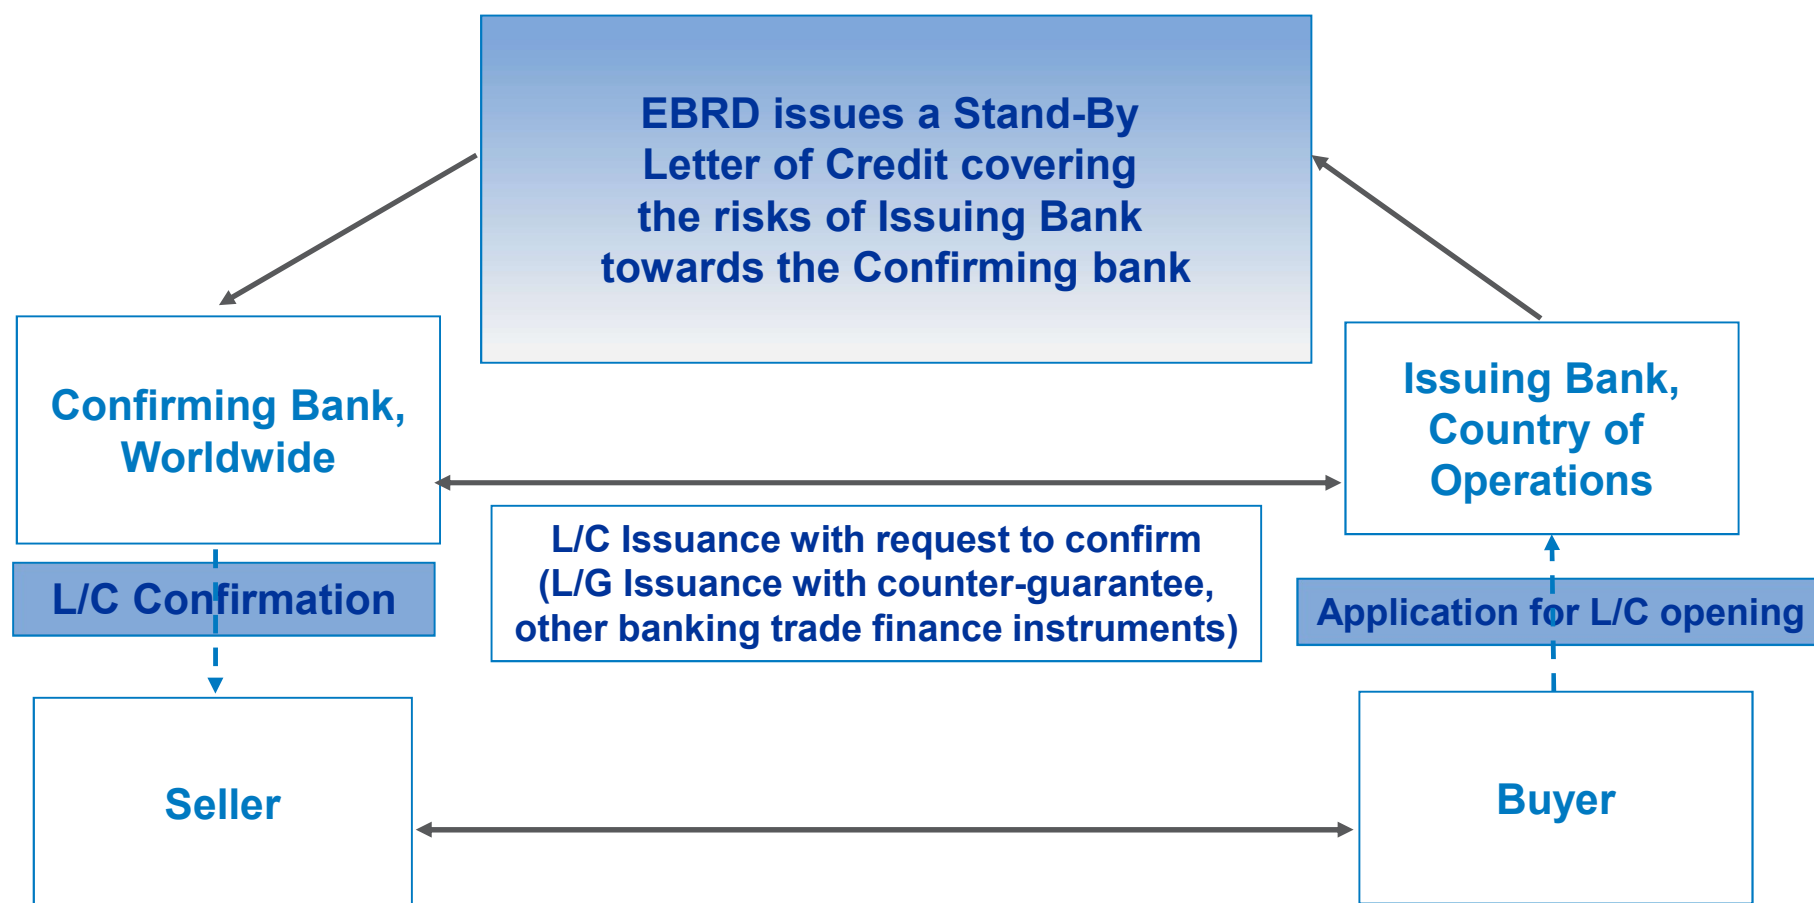 EBRD issues a Stand-By
Letter of Credit covering
the risks of Issuing Bank
towards the Confirming bank
Confirming Bank,
Worldwide
Issuing Bank,
Country of
Operations
L/C Issuance with request to confirm
(L/G Issuance with counter-guarantee,
other banking trade finance instruments)
L/C Confirmation
Application for L/C opening
Seller
Buyer